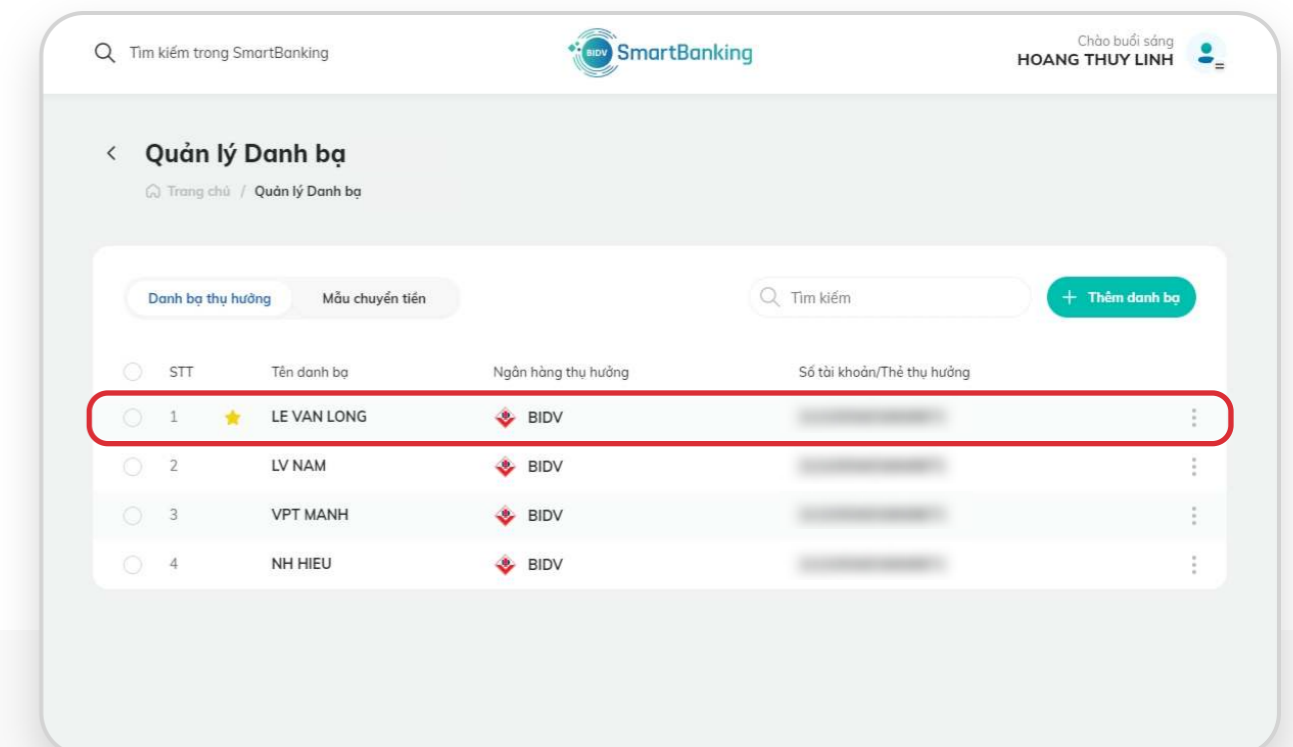 Tìm kiếm trong SmartBanking
BIDV SmartBanking
Chào buổi sáng
HOANG THUY LINH
Quản lý Danh bạ
Trang chủ / Quản lý Danh bạ
Danh bạ thụ hưởng Mẫu chuyển tiền Tìm kiếm + Thêm danh bạ
STT Tên danh bạ Ngân hàng thụ hưởng Số tài khoản/Thẻ thụ hưởng
1 LE VAN LONG BIDV
2 LV NAM BIDV
3 VPT MANH BIDV
4 NH HIEU BIDV